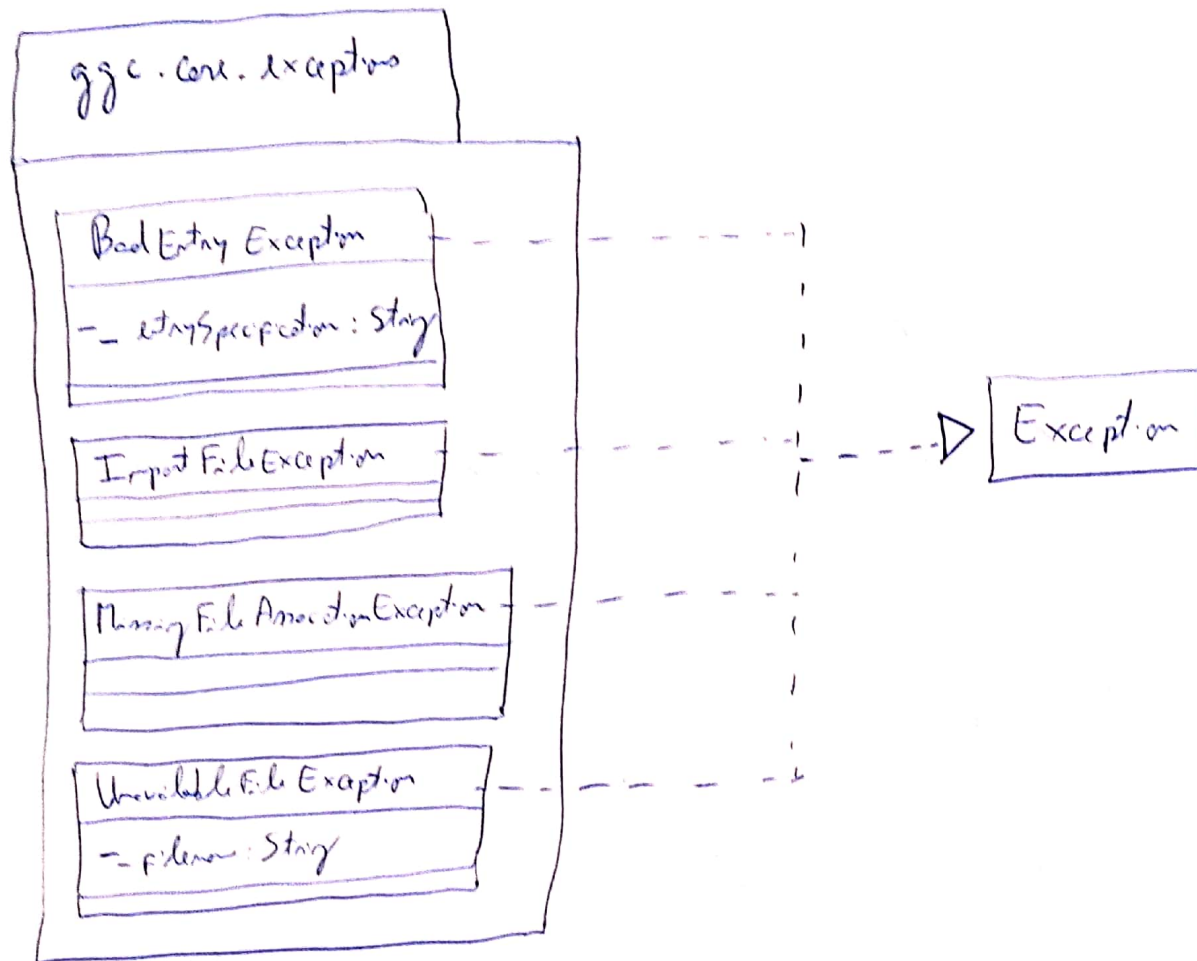 ggc.core.exceptions
BadEntryException
-_entrySpecification: String
ImportFileException
MissingFileAssociationException
UnavailableFileException
-_filename: String
Exception